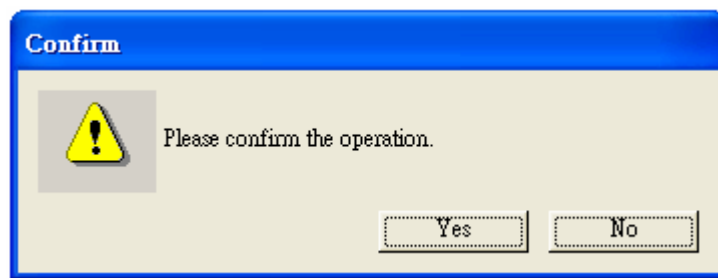 Confirm
Please confirm the operation.
Yes
No